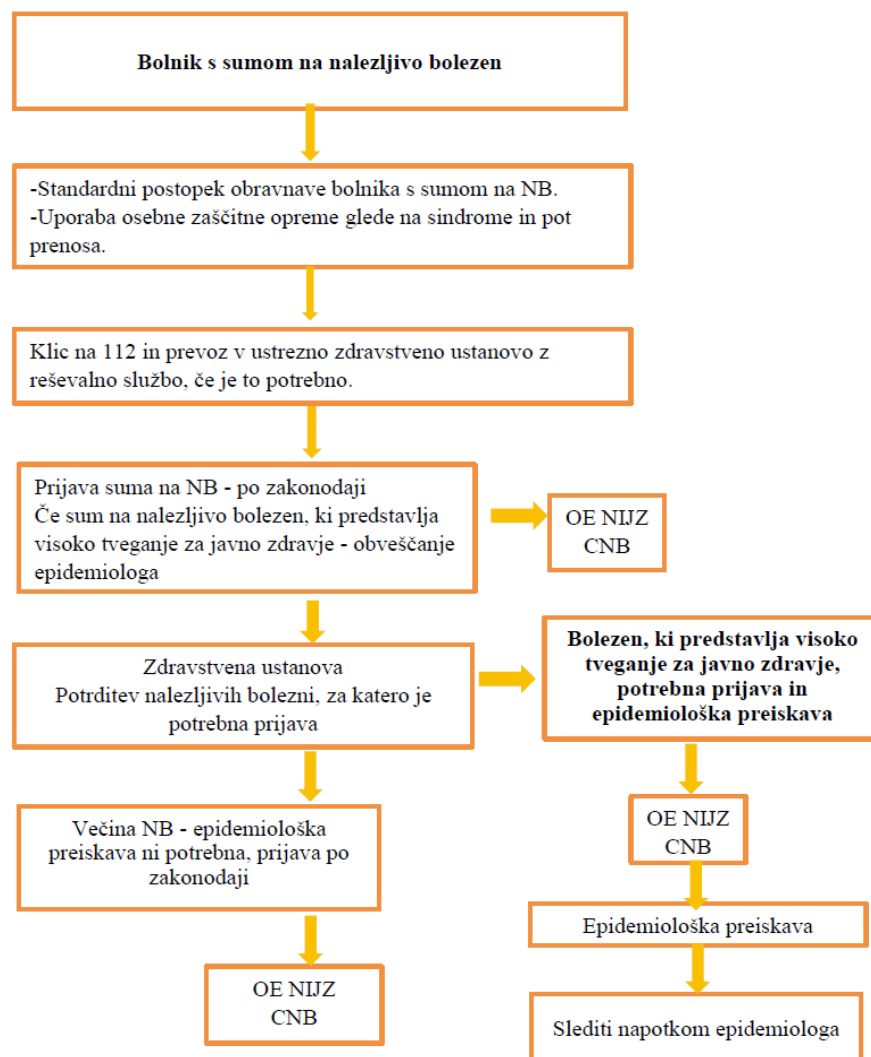 Bolnik s sumom na nalezljivo bolezen
-Standardni postopek obravnave bolnika s sumom na NB.
-Uporaba osebne zaščitne opreme glede na sindrome in pot
prenosa.
Klic na 112 in prevoz v ustrezno zdravstveno ustanovo z
reševalno službo, če je to potrebno.
Prijava suma na NB - po zakonodaji
Če sum na nalezljivo bolezen, ki predstavlja
visoko tveganje za javno zdravje - obveščanje
epidemiologa
OE NIJZ
CNB
Zdravstvena ustanova
Potrditev nalezljivih bolezni, za katero je
potrebna prijava
Bolezen, ki predstavlja visoko
tveganje za javno zdravje,
potrebna prijava in
epidemiološka preiskava
Večina NB - epidemiološka
preiskava ni potrebna, prijava po
zakonodaji
OE NIJZ
CNB
OE NIJZ
CNB
Epidemiološka preiskava
Slediti napotkom epidemiologa